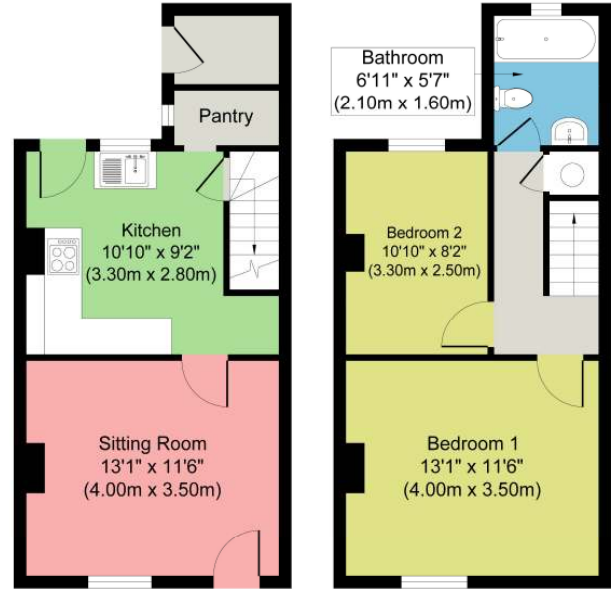 Pantry
Kitchen
10'10" x 9'2"
(3.30m x 2.80m)
Sitting Room
13'1" x 11'6"
(4.00m x 3.50m)
Bathroom
6'11" x 5'7"
(2.10m x 1.60m)
Bedroom 2
10'10" x 8'2"
(3.30m x 2.50m)
Bedroom 1
13'1" x 11'6"
(4.00m x 3.50m)